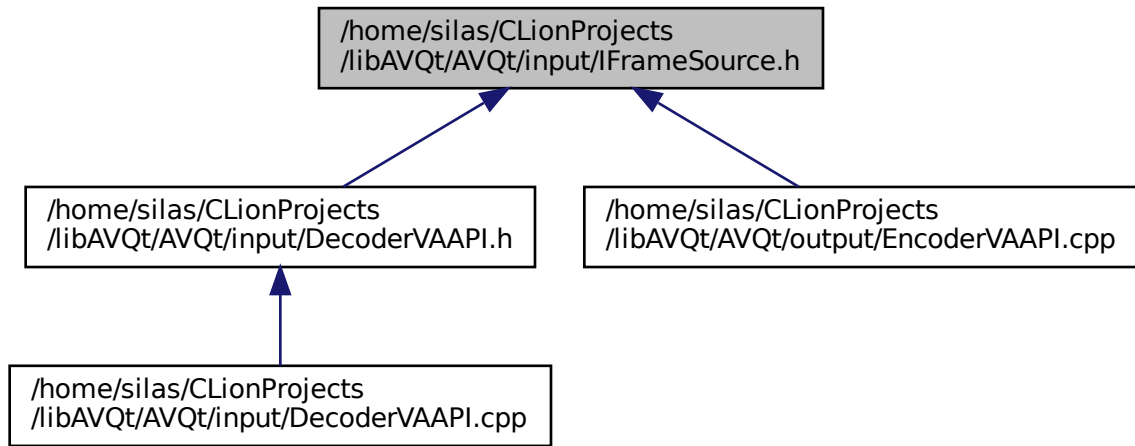 /home/silas/CLionProjects
/libAVQt/AVQt/input/IFrameSource.h
/home/silas/CLionProjects
/libAVQt/AVQt/input/DecoderVAAPI.h
/home/silas/CLionProjects
/libAVQt/AVQt/output/EncoderVAAPI.cpp
/home/silas/CLionProjects
/libAVQt/AVQt/input/DecoderVAAPI.cpp